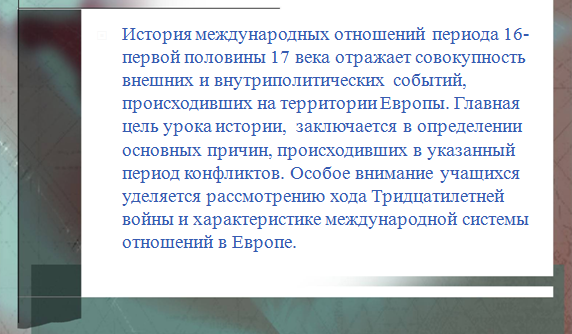 История международных отношений периода 16-
первой половины 17 века отражает совокупность
внешних и внутриполитических событий,
происходивших на территории Европы. Главная
цель урока истории, заключается в определении
основных причин, происходивших в указанный
период конфликтов. Особое внимание учащихся
уделяется рассмотрению хода Тридцатилетней
войны и характеристике международной системы
отношений в Европе.